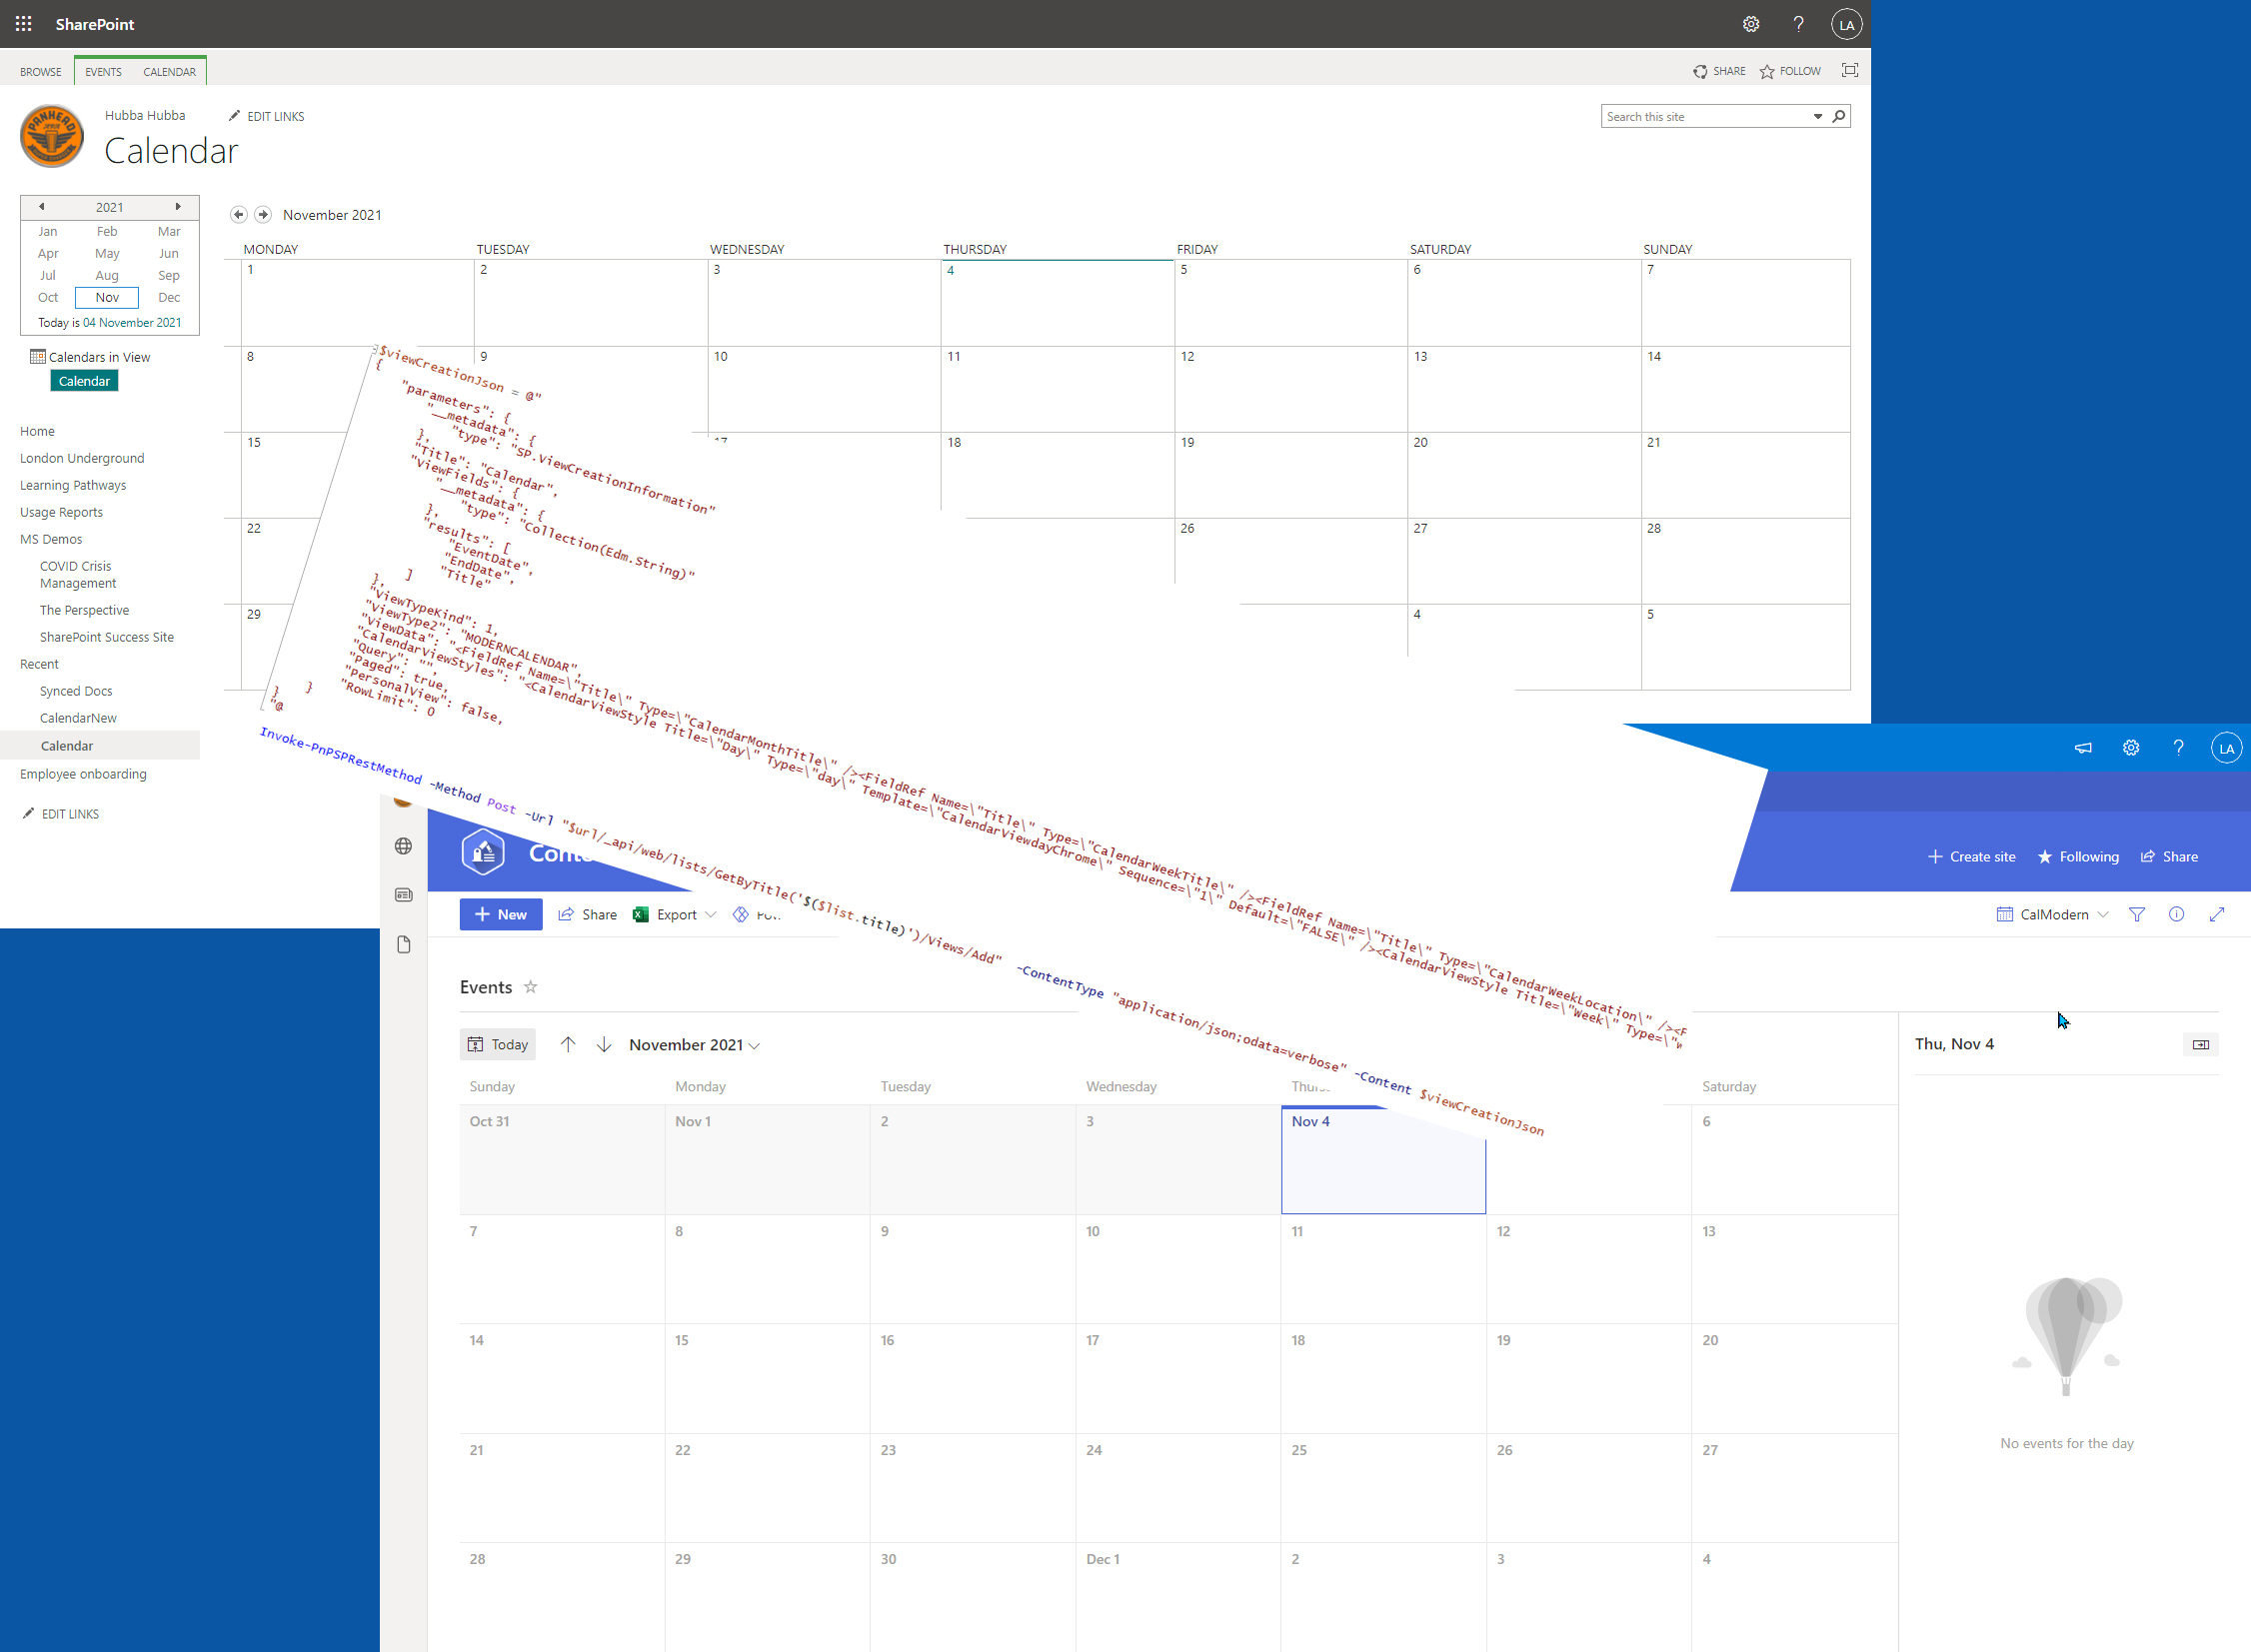 SharePoint
LA
BROWSE EVENTS CALENDAR
SHARE FOLLOW
PANHEAD
Hubba Hubba
EDIT LINKS
Calendar
Search this site
2021
Jan Feb Mar
Apr May Jun
Jul Aug Sep
Oct Nov Dec
Today is 04 November 2021
Calendars in View
Calendar
Home
London Underground
Learning Pathways
Usage Reports
MS Demos
COVID Crisis
Management
The Perspective
SharePoint Success Site
Recent
Synced Docs
CalendarNew
Calendar
Employee onboarding
EDIT LINKS
November 2021
MONDAY TUESDAY WEDNESDAY THURSDAY FRIDAY SATURDAY SUNDAY
1 2 3 4 5 6 7
8 9 10 11 12 13 14
15 17 18 19 20 21
22 26 27 28
29 4 5
$viewCreationJson = @"
{
"parameters": {
"__metadata": {
"type": "SP.ViewCreationInformation"
},
"Title": "Calendar",
"ViewFields": {
"__metadata": {
"type": "Collection(Edm.String)"
},
"results": [
"EventDate",
"EndDate",
"Title"
]
},
"ViewTypeKind": 1,
"ViewType2": "MODERNCALENDAR",
"ViewData": "<FieldRef Name=\"Title\" Type=\"CalendarMonthTitle\" /><FieldRef Name=\"Title\" Type=\"CalendarWeekTitle\" /><FieldRef Name=\"Title\" Type=\"CalendarWeekLocation\" /><F
"CalendarViewStyles": "<CalendarViewStyle Title=\"Day\" Type=\"day\" Template=\"CalendarViewdayChrome\" Sequence=\"1\" Default=\"FALSE\" /><CalendarViewStyle Title=\"Week\" Type=\"w
"Query": "",
"paged": true,
"PersonalView": false,
"RowLimit": 0
}
}
"@
Invoke-PnPSPRestMethod -Method Post -Url "$url/_api/web/lists/GetByTitle('$($list.title)')/Views/Add" -ContentType "application/json;odata=verbose" -Content $viewCreationJson
LA
Create site Following Share
New Share Export
CalModern
Events
Today November 2021
Sunday Monday Tuesday Wednesday Saturday
Oct 31 Nov 1 2 3 Nov 4 6
7 8 9 10 11 12 13
14 15 16 17 18 19 20
21 22 23 24 25 26 27
28 29 30 Dec 1 2 3 4
Thu, Nov 4
No events for the day